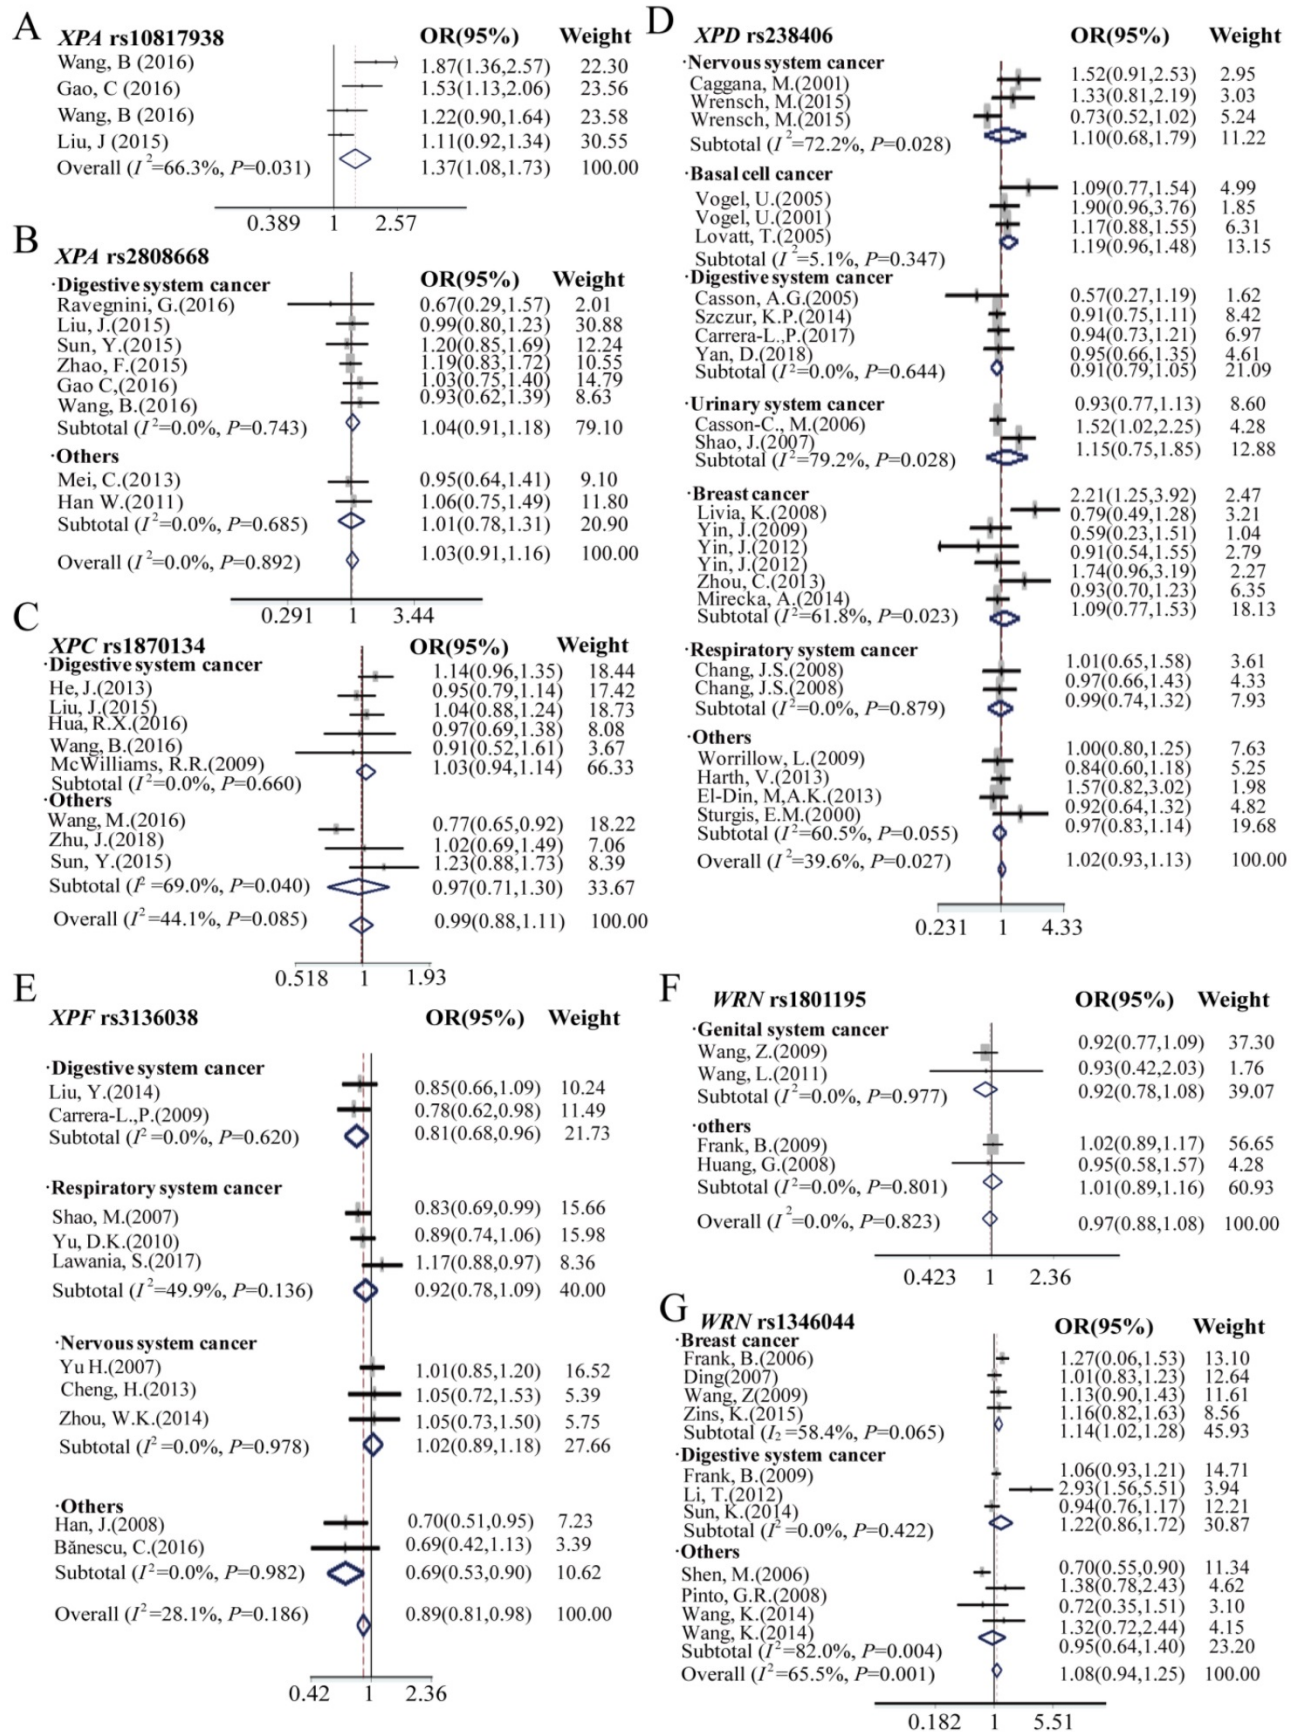 A
XPA rs10817938 OR(95%) Weight
Wang, B (2016) 1.87(1.36,2.57) 22.30
Gao, C (2016) 1.53(1.13,2.06) 23.56
Wang, B (2016) 1.22(0.90,1.64) 23.58
Liu, J (2015) 1.11(0.92,1.34) 30.55
Overall (I²=66.3%, P=0.031) 1.37(1.08,1.73) 100.00
0.389 1 2.57
B
XPA rs2808668
OR(95%) Weight
·Digestive system cancer
Ravegnini, G.(2016) 0.67(0.29,1.57) 2.01
Liu, J.(2015) 0.99(0.80,1.23) 30.88
Sun, Y.(2015) 1.20(0.85,1.69) 12.24
Zhao, F.(2015) 1.19(0.83,1.72) 10.55
Gao C,(2016) 1.03(0.75,1.40) 14.79
Wang, B.(2016) 0.93(0.62,1.39) 8.63
Subtotal (I²=0.0%, P=0.743) 1.04(0.91,1.18) 79.10
·Others
Mei, C.(2013) 0.95(0.64,1.41) 9.10
Han W.(2011) 1.06(0.75,1.49) 11.80
Subtotal (I²=0.0%, P=0.685) 1.01(0.78,1.31) 20.90
Overall (I²=0.0%, P=0.892) 1.03(0.91,1.16) 100.00
0.291 1 3.44
C
XPC rs1870134 OR(95%) Weight
·Digestive system cancer
He, J.(2013) 1.14(0.96,1.35) 18.44
Liu, J.(2015) 0.95(0.79,1.14) 17.42
Hua, R.X.(2016) 1.04(0.88,1.24) 18.73
Wang, B.(2016) 0.97(0.69,1.38) 8.08
McWilliams, R.R.(2009) 0.91(0.52,1.61) 3.67
Subtotal (I²=0.0%, P=0.660) 1.03(0.94,1.14) 66.33
·Others
Wang, M.(2016) 0.77(0.65,0.92) 18.22
Zhu, J.(2018) 1.02(0.69,1.49) 7.06
Sun, Y.(2015) 1.23(0.88,1.73) 8.39
Subtotal (I²=69.0%, P=0.040) 0.97(0.71,1.30) 33.67
Overall (I²=44.1%, P=0.085) 0.99(0.88,1.11) 100.00
0.518 1 1.93
D
XPD rs238406 OR(95%) Weight
·Nervous system cancer
Caggana, M.(2001) 1.52(0.91,2.53) 2.95
Wrensch, M.(2015) 1.33(0.81,2.19) 3.03
Wrensch, M.(2015) 0.73(0.52,1.02) 5.24
Subtotal (I²=72.2%, P=0.028) 1.10(0.68,1.79) 11.22
·Basal cell cancer
Vogel, U.(2005) 1.09(0.77,1.54) 4.99
Vogel, U.(2001) 1.90(0.96,3.76) 1.85
Lovatt, T.(2005) 1.17(0.88,1.55) 6.31
Subtotal (I²=5.1%, P=0.347) 1.19(0.96,1.48) 13.15
·Digestive system cancer
Casson, A.G.(2005) 0.57(0.27,1.19) 1.62
Szczur, K.P.(2014) 0.91(0.75,1.11) 8.42
Carrera-L.,P.(2017) 0.94(0.73,1.21) 6.97
Yan, D.(2018) 0.95(0.66,1.35) 4.61
Subtotal (I²=0.0%, P=0.644) 0.91(0.79,1.05) 21.09
·Urinary system cancer
Casson-C., M.(2006) 0.93(0.77,1.13) 8.60
Shao, J.(2007) 1.52(1.02,2.25) 4.28
Subtotal (I²=79.2%, P=0.028) 1.15(0.75,1.85) 12.88
·Breast cancer
Livia, K.(2008) 2.21(1.25,3.92) 2.47
Yin, J.(2009) 0.79(0.49,1.28) 3.21
Yin, J.(2012) 0.59(0.23,1.51) 1.04
Yin, J.(2012) 0.91(0.54,1.55) 2.79
Zhou, C.(2013) 1.74(0.96,3.19) 2.27
Mirecka, A.(2014) 0.93(0.70,1.23) 6.35
Subtotal (I²=61.8%, P=0.023) 1.09(0.77,1.53) 18.13
·Respiratory system cancer
Chang, J.S.(2008) 1.01(0.65,1.58) 3.61
Chang, J.S.(2008) 0.97(0.66,1.43) 4.33
Subtotal (I²=0.0%, P=0.879) 0.99(0.74,1.32) 7.93
·Others
Worrillow, L.(2009) 1.00(0.80,1.25) 7.63
Harth, V.(2013) 0.84(0.60,1.18) 5.25
El-Din, M,A.K.(2013) 1.57(0.82,3.02) 1.98
Sturgis, E.M.(2000) 0.92(0.64,1.32) 4.82
Subtotal (I²=60.5%, P=0.055) 0.97(0.83,1.14) 19.68
Overall (I²=39.6%, P=0.027) 1.02(0.93,1.13) 100.00
0.231 1 4.33
E
XPF rs3136038 OR(95%) Weight
·Digestive system cancer
Liu, Y.(2014) 0.85(0.66,1.09) 10.24
Carrera-L.,P.(2009) 0.78(0.62,0.98) 11.49
Subtotal (I²=0.0%, P=0.620) 0.81(0.68,0.96) 21.73
·Respiratory system cancer
Shao, M.(2007) 0.83(0.69,0.99) 15.66
Yu, D.K.(2010) 0.89(0.74,1.06) 15.98
Lawania, S.(2017) 1.17(0.88,0.97) 8.36
Subtotal (I²=49.9%, P=0.136) 0.92(0.78,1.09) 40.00
·Nervous system cancer
Yu H.(2007) 1.01(0.85,1.20) 16.52
Cheng, H.(2013) 1.05(0.72,1.53) 5.39
Zhou, W.K.(2014) 1.05(0.73,1.50) 5.75
Subtotal (I²=0.0%, P=0.978) 1.02(0.89,1.18) 27.66
·Others
Han, J.(2008) 0.70(0.51,0.95) 7.23
Bănescu, C.(2016) 0.69(0.42,1.13) 3.39
Subtotal (I²=0.0%, P=0.982) 0.69(0.53,0.90) 10.62
Overall (I²=28.1%, P=0.186) 0.89(0.81,0.98) 100.00
0.42 1 2.36
F
WRN rs1801195 OR(95%) Weight
·Genital system cancer
Wang, Z.(2009) 0.92(0.77,1.09) 37.30
Wang, L.(2011) 0.93(0.42,2.03) 1.76
Subtotal (I²=0.0%, P=0.977) 0.92(0.78,1.08) 39.07
·others
Frank, B.(2009) 1.02(0.89,1.17) 56.65
Huang, G.(2008) 0.95(0.58,1.57) 4.28
Subtotal (I²=0.0%, P=0.801) 1.01(0.89,1.16) 60.93
Overall (I²=0.0%, P=0.823) 0.97(0.88,1.08) 100.00
0.423 1 2.36
G
WRN rs1346044 OR(95%) Weight
·Breast cancer
Frank, B.(2006) 1.27(0.06,1.53) 13.10
Ding(2007) 1.01(0.83,1.23) 12.64
Wang, Z(2009) 1.13(0.90,1.43) 11.61
Zins, K.(2015) 1.16(0.82,1.63) 8.56
Subtotal (I₂=58.4%, P=0.065) 1.14(1.02,1.28) 45.93
·Digestive system cancer
Frank, B.(2009) 1.06(0.93,1.21) 14.71
Li, T.(2012) 2.93(1.56,5.51) 3.94
Sun, K.(2014) 0.94(0.76,1.17) 12.21
Subtotal (I²=0.0%, P=0.422) 1.22(0.86,1.72) 30.87
·Others
Shen, M.(2006) 0.70(0.55,0.90) 11.34
Pinto, G.R.(2008) 1.38(0.78,2.43) 4.62
Wang, K.(2014) 0.72(0.35,1.51) 3.10
Wang, K.(2014) 1.32(0.72,2.44) 4.15
Subtotal (I²=82.0%, P=0.004) 0.95(0.64,1.40) 23.20
Overall (I²=65.5%, P=0.001) 1.08(0.94,1.25) 100.00
0.182 1 5.51